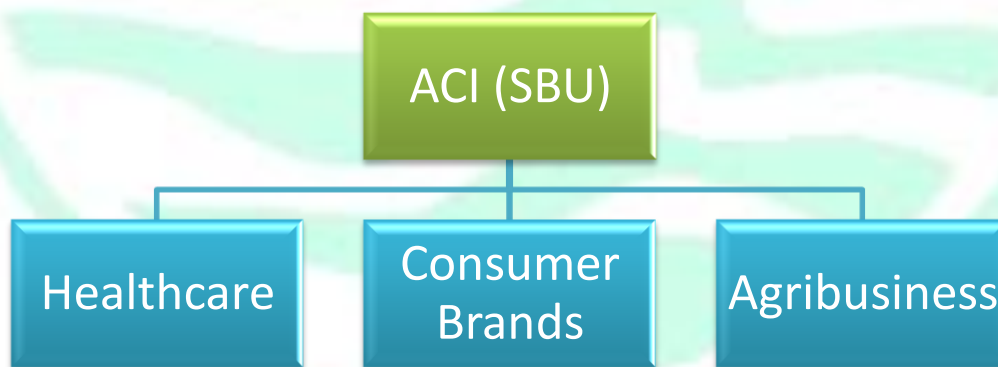 ACI (SBU)
Healthcare
Consumer
Brands
Agribusiness